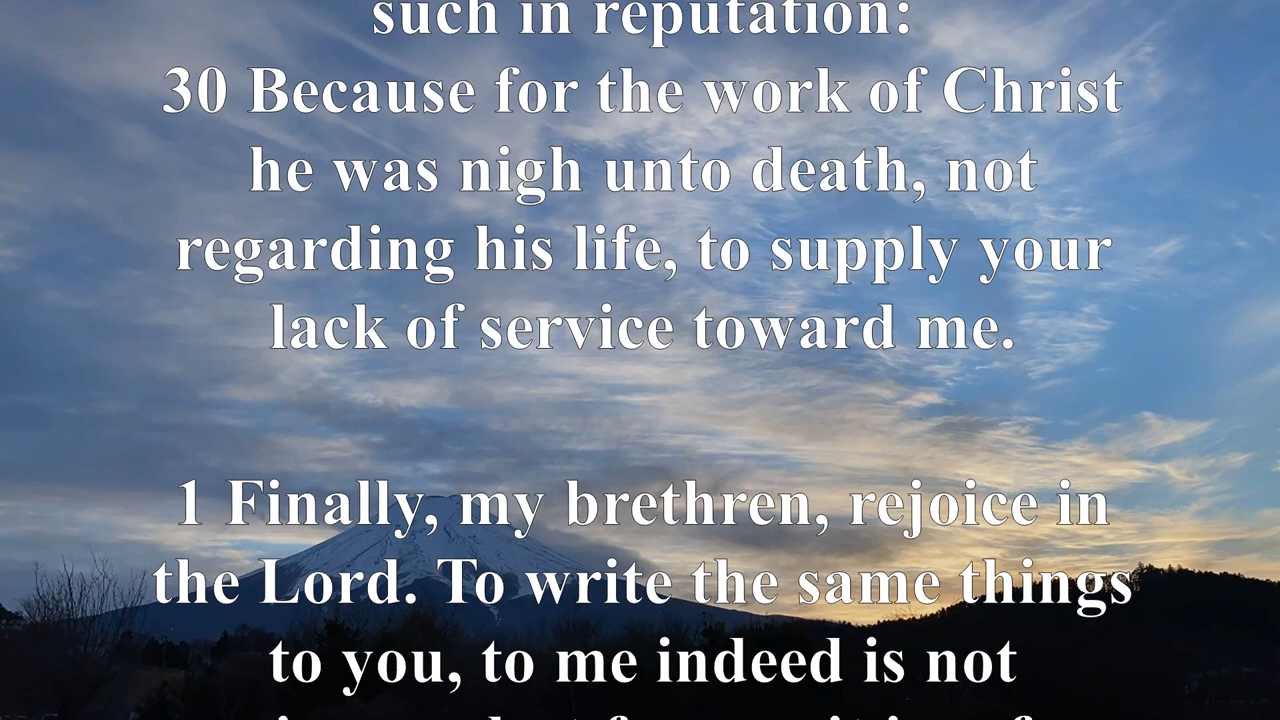 such in reputation:
30 Because for the work of Christ
he was nigh unto death, not
regarding his life, to supply your
lack of service toward me.
1 Finally, my brethren, rejoice in
the Lord. To write the same things
to you, to me indeed is not